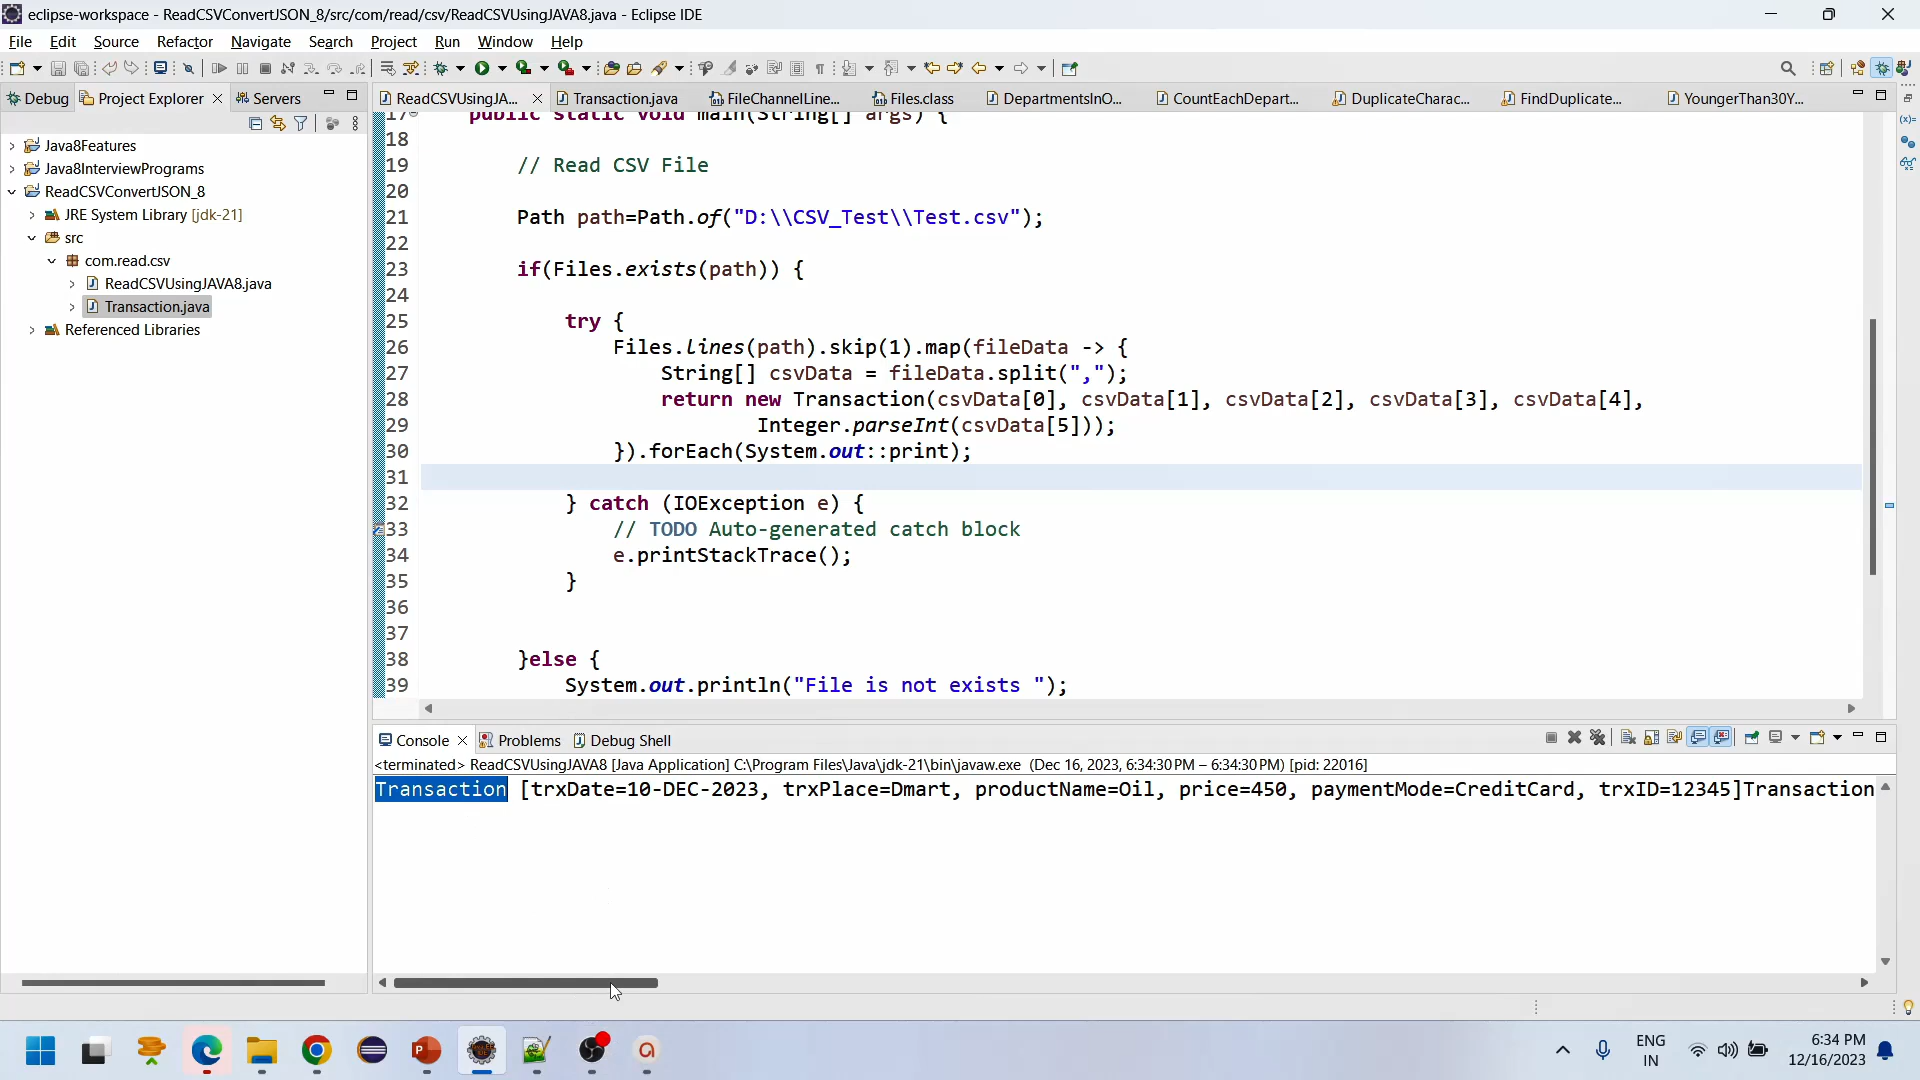 eclipse-workspace - ReadCSVConvertJSON_8/src/com/read/csv/ReadCSVUsingJAVA8.java - Eclipse IDE
File Edit Source Refactor Navigate Search Project Run Window Help
Debug Project Explorer Servers
ReadCSVUsingJA... Transaction.java FileChannelLine... Files.class DepartmentsInO... CountEachDepart... DuplicateCharac... FindDuplicate... YoungerThan30Y...
Java8Features
Java8InterviewPrograms
ReadCSVConvertJSON_8
JRE System Library [jdk-21]
src
com.read.csv
ReadCSVUsingJAVA8.java
Transaction.java
Referenced Libraries
17 public static void main(String[] args) {
18
19 // Read CSV File
20
21 Path path=Path.of("D:\\CSV_Test\\Test.csv");
22
23 if(Files.exists(path)) {
24
25 try {
26 Files.lines(path).skip(1).map(fileData -> {
27 String[] csvData = fileData.split(",");
28 return new Transaction(csvData[0], csvData[1], csvData[2], csvData[3], csvData[4],
29 Integer.parseInt(csvData[5]));
30 }).forEach(System.out::print);
31
32 } catch (IOException e) {
33 // TODO Auto-generated catch block
34 e.printStackTrace();
35 }
36
37
38 }else {
39 System.out.println("File is not exists ");
Console Problems Debug Shell
<terminated> ReadCSVUsingJAVA8 [Java Application] C:\Program Files\Java\jdk-21\bin\javaw.exe (Dec 16, 2023, 6:34:30 PM – 6:34:30 PM) [pid: 22016]
Transaction [trxDate=10-DEC-2023, trxPlace=Dmart, productName=Oil, price=450, paymentMode=CreditCard, trxID=12345]Transaction
ENG
IN
6:34 PM
12/16/2023